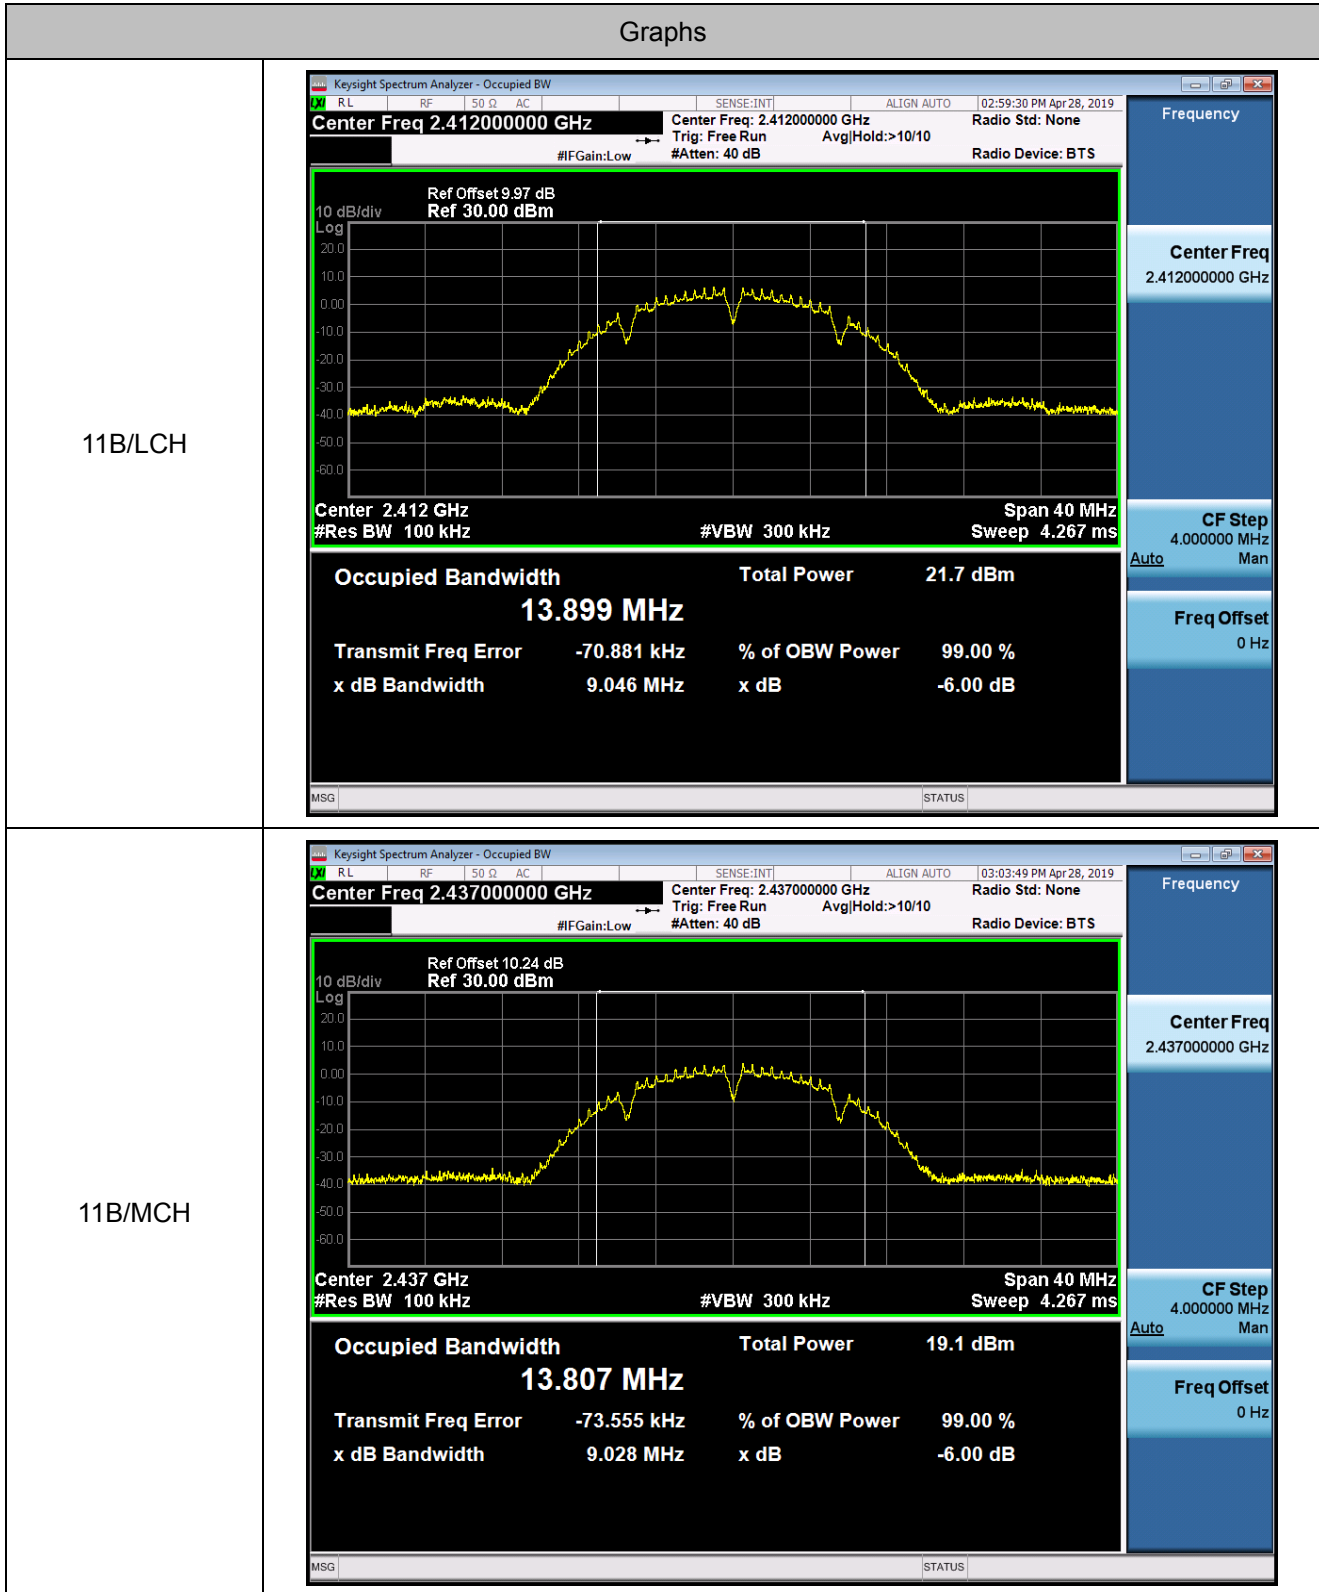 Graphs
11B/LCH
Keysight Spectrum Analyzer - Occupied BW
LXI RL RF 50 Ω AC SENSE:INT ALIGN AUTO 02:59:30 PM Apr 28, 2019
Center Freq 2.412000000 GHz
Center Freq: 2.412000000 GHz Radio Std: None
Trig: Free Run Avg|Hold:>10/10
#IFGain:Low #Atten: 40 dB Radio Device: BTS
Ref Offset 9.97 dB
10 dB/div Ref 30.00 dBm
Log
20.0
10.0
0.00
-10.0
-20.0
-30.0
-40.0
-50.0
-60.0
Center 2.412 GHz Span 40 MHz
#Res BW 100 kHz #VBW 300 kHz Sweep 4.267 ms
Occupied Bandwidth Total Power 21.7 dBm
13.899 MHz
Transmit Freq Error -70.881 kHz % of OBW Power 99.00 %
x dB Bandwidth 9.046 MHz x dB -6.00 dB
MSG STATUS
Frequency
Center Freq
2.412000000 GHz
CF Step
4.000000 MHz
Auto Man
Freq Offset
0 Hz
11B/MCH
Keysight Spectrum Analyzer - Occupied BW
LXI RL RF 50 Ω AC SENSE:INT ALIGN AUTO 03:03:49 PM Apr 28, 2019
Center Freq 2.437000000 GHz
Center Freq: 2.437000000 GHz Radio Std: None
Trig: Free Run Avg|Hold:>10/10
#IFGain:Low #Atten: 40 dB Radio Device: BTS
Ref Offset 10.24 dB
10 dB/div Ref 30.00 dBm
Log
20.0
10.0
0.00
-10.0
-20.0
-30.0
-40.0
-50.0
-60.0
Center 2.437 GHz Span 40 MHz
#Res BW 100 kHz #VBW 300 kHz Sweep 4.267 ms
Occupied Bandwidth Total Power 19.1 dBm
13.807 MHz
Transmit Freq Error -73.555 kHz % of OBW Power 99.00 %
x dB Bandwidth 9.028 MHz x dB -6.00 dB
MSG STATUS
Frequency
Center Freq
2.437000000 GHz
CF Step
4.000000 MHz
Auto Man
Freq Offset
0 Hz